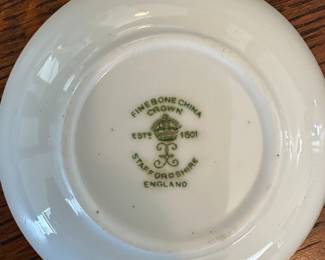 FINE BONE CHINA
CROWN
ESTD 1801
STAFFORDSHIRE
ENGLAND